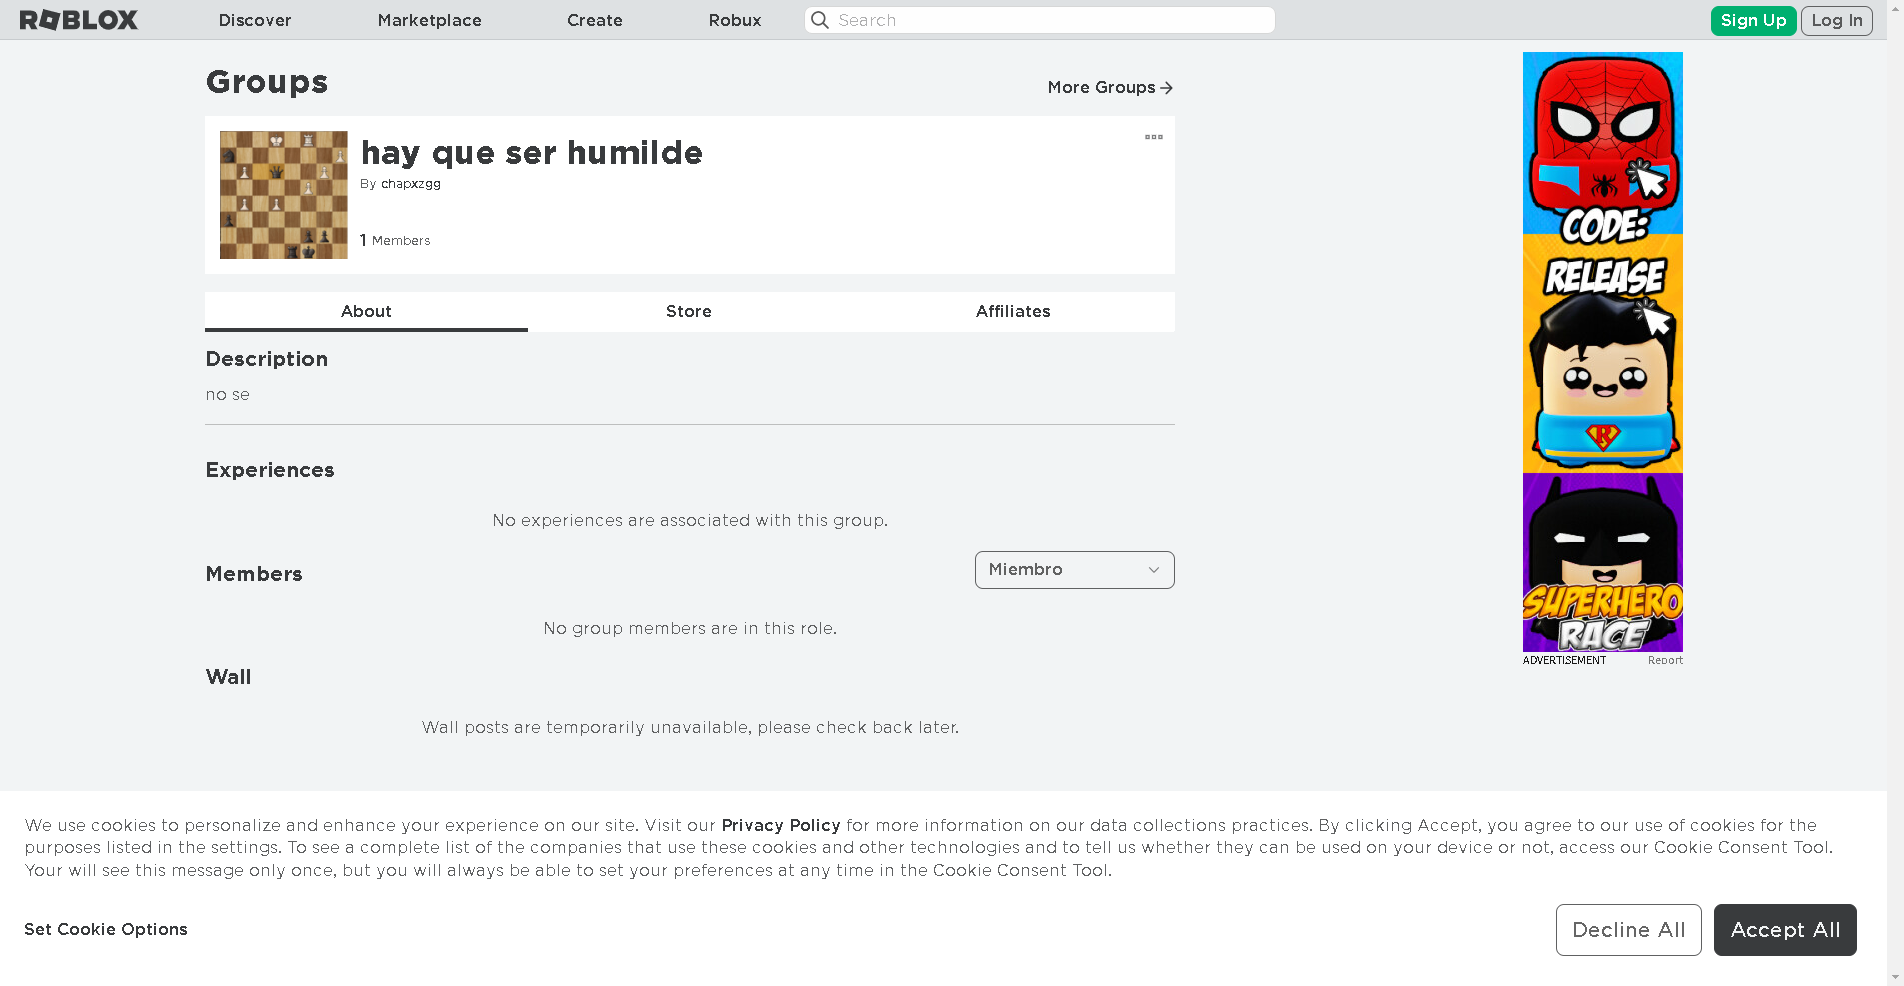 ROBLOX
Discover
Marketplace
Create
Robux
Search
Sign Up
Log In
Groups
More Groups
hay que ser humilde
By chapxzgg
1 Members
About
Store
Affiliates
Description
no se
Experiences
No experiences are associated with this group.
Members
Miembro
No group members are in this role.
Wall
Wall posts are temporarily unavailable, please check back later.
CODE:
RELEASE
R
SUPERHERO
RACE
ADVERTISEMENT
Report
We use cookies to personalize and enhance your experience on our site. Visit our Privacy Policy for more information on our data collections practices. By clicking Accept, you agree to our use of cookies for the
purposes listed in the settings. To see a complete list of the companies that use these cookies and other technologies and to tell us whether they can be used on your device or not, access our Cookie Consent Tool.
Your will see this message only once, but you will always be able to set your preferences at any time in the Cookie Consent Tool.
Set Cookie Options
Decline All
Accept All